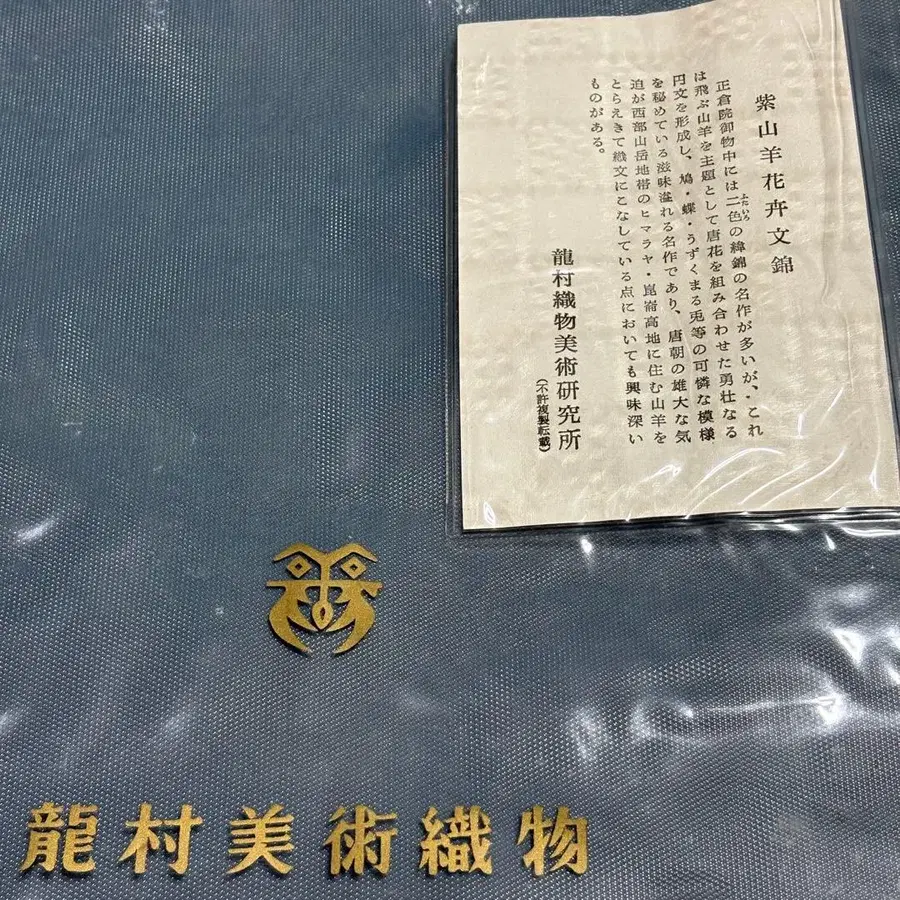 紫山羊花卉文錦
正倉院御物中には二色の緯錦の名作が多いが、これ
ふたいろ
は飛ぶ山羊を主題として唐花を組み合わせた勇壮なる
円文を形成し、鳩・蝶・うずくまる兎等の可憐な模様
を秘めている滋味溢れる名作であり、唐朝の雄大な気
迫が西部山岳地帯のヒマラヤ・崑崙高地に住む山羊を
とらえきて織文にこなしている点においても興味深い
ものがある。
龍村織物美術研究所
(不許複製転載)
龍村美術織物